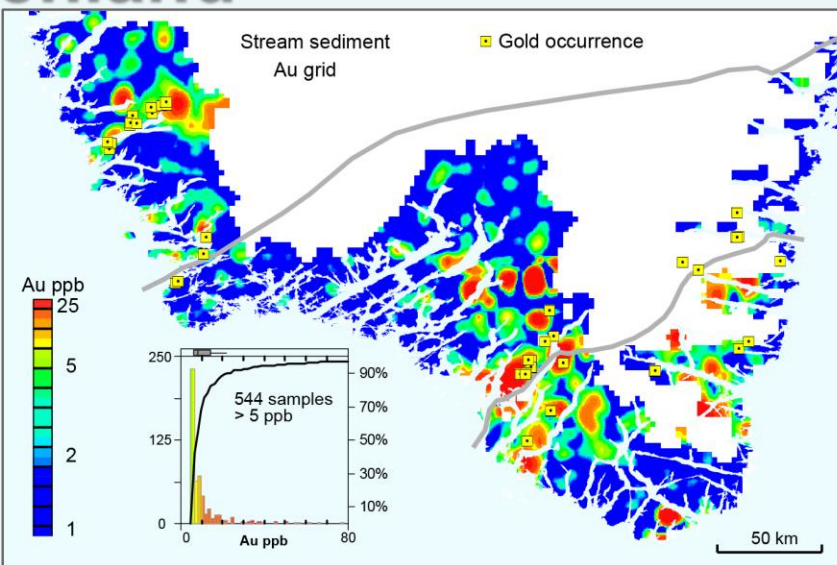 Stream sediment
Au grid
Gold occurrence
Au ppb
25
5
2
1
250
125
0
544 samples
> 5 ppb
90%
70%
50%
30%
10%
0
Au ppb
80
50 km